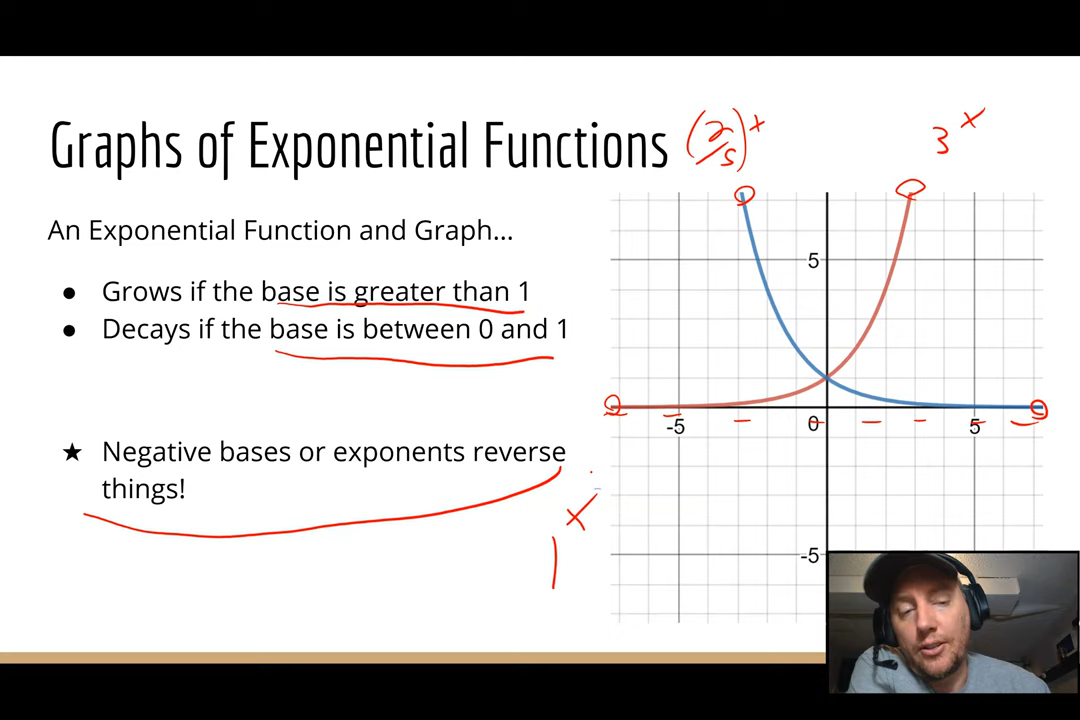 Graphs of Exponential Functions
(2/5)^x
3^x
An Exponential Function and Graph...
● Grows if the base is greater than 1
● Decays if the base is between 0 and 1
★ Negative bases or exponents reverse
things!
1^x
5
-5
0
5
-5